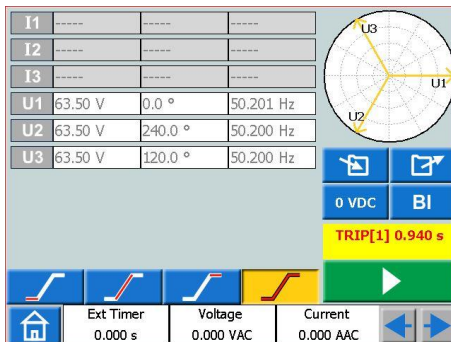 I1 ----- ----- -----
I2 ----- ----- -----
I3 ----- ----- -----
U1 63.50 V 0.0 ° 50.201 Hz
U2 63.50 V 240.0 ° 50.200 Hz
U3 63.50 V 120.0 ° 50.200 Hz
U3
U1
U2
0 VDC BI
TRIP[1] 0.940 s
Ext Timer Voltage Current
0.000 s 0.000 VAC 0.000 AAC